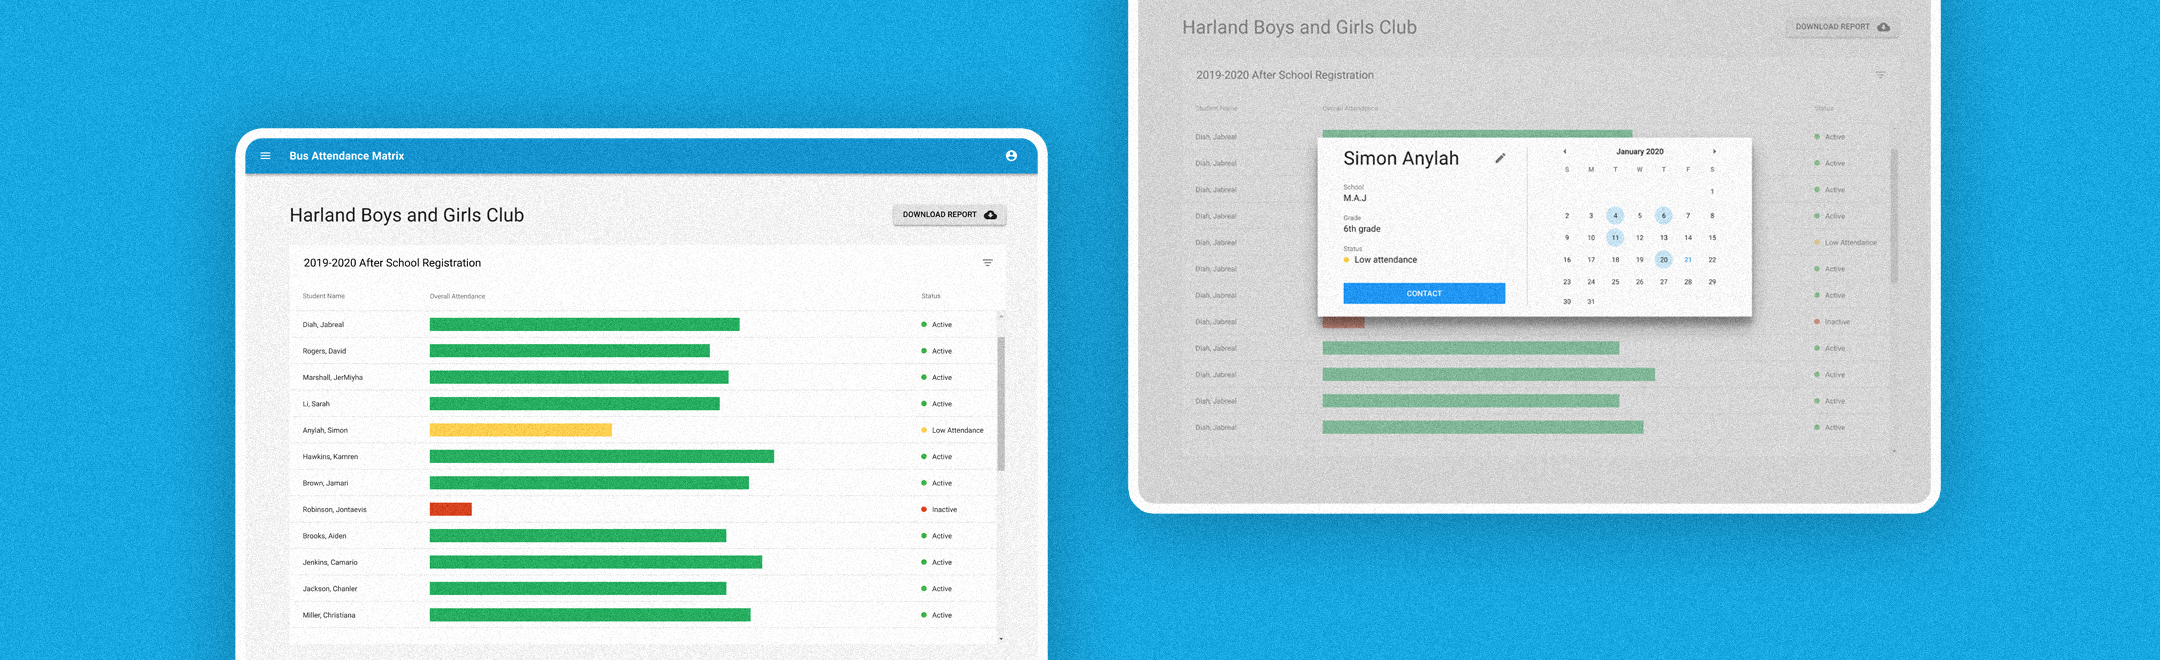 Bus Attendance Matrix
Harland Boys and Girls Club
DOWNLOAD REPORT
2019-2020 After School Registration
Student Name Overall Attendance Status
Diah, Jabreal Active
Rogers, David Active
Marshall, JerMiyha Active
Li, Sarah Active
Anylah, Simon Low Attendance
Hawkins, Kamren Active
Brown, Jamari Active
Robinson, Jontaevis Inactive
Brooks, Aiden Active
Jenkins, Camario Active
Jackson, Chanler Active
Miller, Christiana Active
Harland Boys and Girls Club
DOWNLOAD REPORT
2019-2020 After School Registration
Student Name Overall Attendance Status
Diah, Jabreal Active
Diah, Jabreal Active
Diah, Jabreal Active
Diah, Jabreal Active
Diah, Jabreal Low Attendance
Diah, Jabreal Active
Diah, Jabreal Active
Diah, Jabreal Inactive
Diah, Jabreal Active
Diah, Jabreal Active
Diah, Jabreal Active
Diah, Jabreal Active
Simon Anylah
School
M.A.J
Grade
6th grade
Status
Low attendance
CONTACT
January 2020
S M T W T F S
1
2 3 4 5 6 7 8
9 10 11 12 13 14 15
16 17 18 19 20 21 22
23 24 25 26 27 28 29
30 31